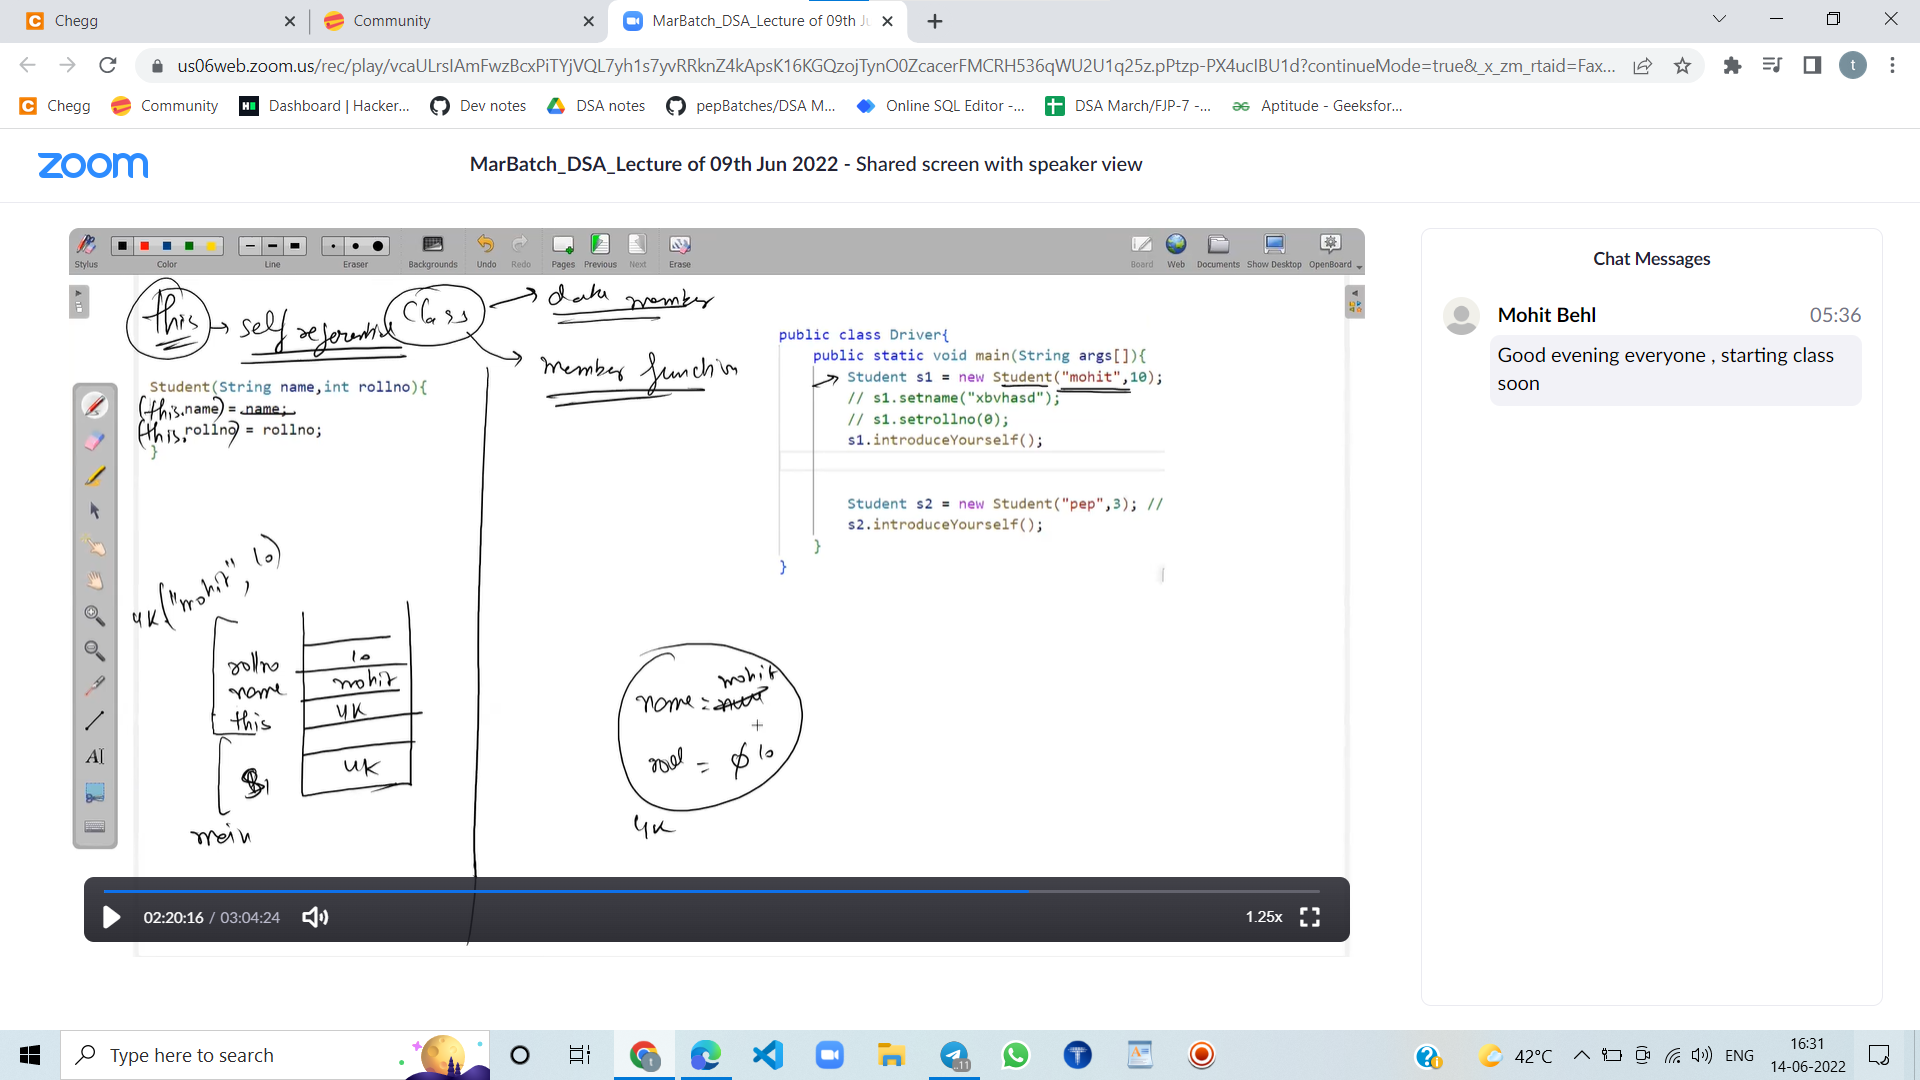 Chegg
Community
MarBatch_DSA_Lecture of 09th Ju
us06web.zoom.us/rec/play/vcaULrsIAmFwzBcxPiTYjVQL7yh1s7yvRRknZ4kApsK16KGQzojTynO0ZcacerFMCRH536qWU2U1q25z.pPtzp-PX4ucIBU1d?continueMode=true&_x_zm_rtaid=Fax...
t
Chegg
Community
Dashboard | Hacker...
Dev notes
DSA notes
pepBatches/DSA M...
Online SQL Editor -...
DSA March/FJP-7 -...
Aptitude - Geeksfor...
zoom
MarBatch_DSA_Lecture of 09th Jun 2022 - Shared screen with speaker view
Stylus
Color
Line
Eraser
Backgrounds
Undo
Redo
Pages
Previous
Next
Erase
Board
Web
Documents
Show Desktop
OpenBoard
this → self referential
Class
data member
member function
Student(String name,int rollno){
(this.name) = name;
(this.rollno) = rollno;
}
4K("mohit", 10)
rollno 10
name mohit
this 4K
S1 4K
main
public class Driver{
public static void main(String args[]){
Student s1 = new Student("mohit",10);
// s1.setname("xbvhasd");
// s1.setrollno(0);
s1.introduceYourself();
Student s2 = new Student("pep",3); //
s2.introduceYourself();
}
}
mohit
name =
= 0 10
4K
02:20:16 / 03:04:24
1.25x
Chat Messages
Mohit Behl 05:36
Good evening everyone , starting class
soon
Type here to search
42°C
ENG
16:31
14-06-2022